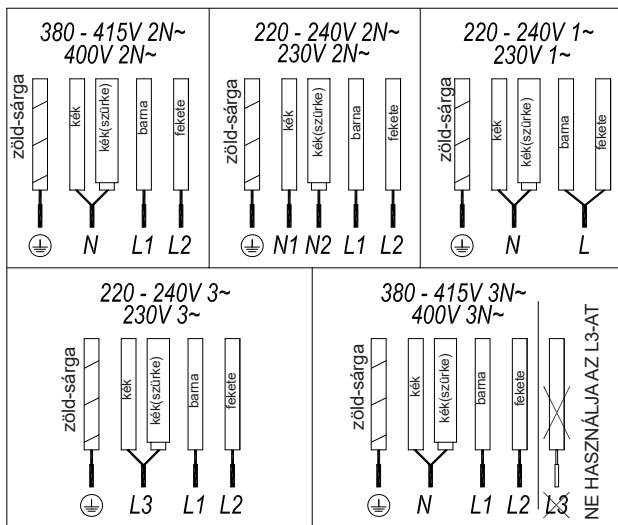 380 - 415V 2N~
400V 2N~
zöld-sárga
kék
kék(szürke)
barna
fekete
N
L1
L2
220 - 240V 2N~
230V 2N~
zöld-sárga
kék
kék(szürke)
barna
fekete
N1
N2
L1
L2
220 - 240V 1~
230V 1~
zöld-sárga
kék
kék(szürke)
barna
fekete
N
L
220 - 240V 3~
230V 3~
zöld-sárga
kék
kék(szürke)
barna
fekete
L3
L1
L2
380 - 415V 3N~
400V 3N~
zöld-sárga
kék
kék(szürke)
barna
fekete
N
L1
L2
L3
NE HASZNÁLJA AZ L3-AT